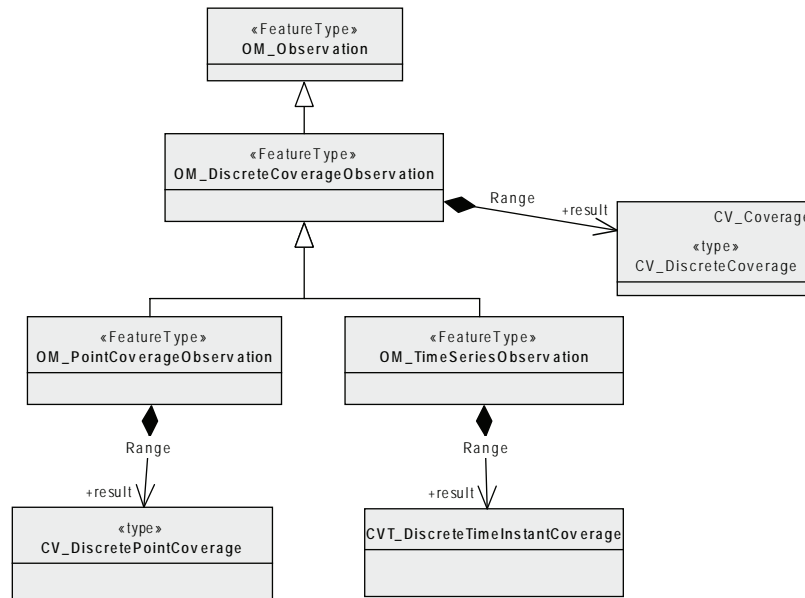 «FeatureType»
OM_Observation
«FeatureType»
OM_DiscreteCoverageObservation
Range
+result
CV_Coverage
«type»
CV_DiscreteCoverage
«FeatureType»
OM_PointCoverageObservation
«FeatureType»
OM_TimeSeriesObservation
Range
Range
+result
+result
«type»
CV_DiscretePointCoverage
CVT_DiscreteTimeInstantCoverage